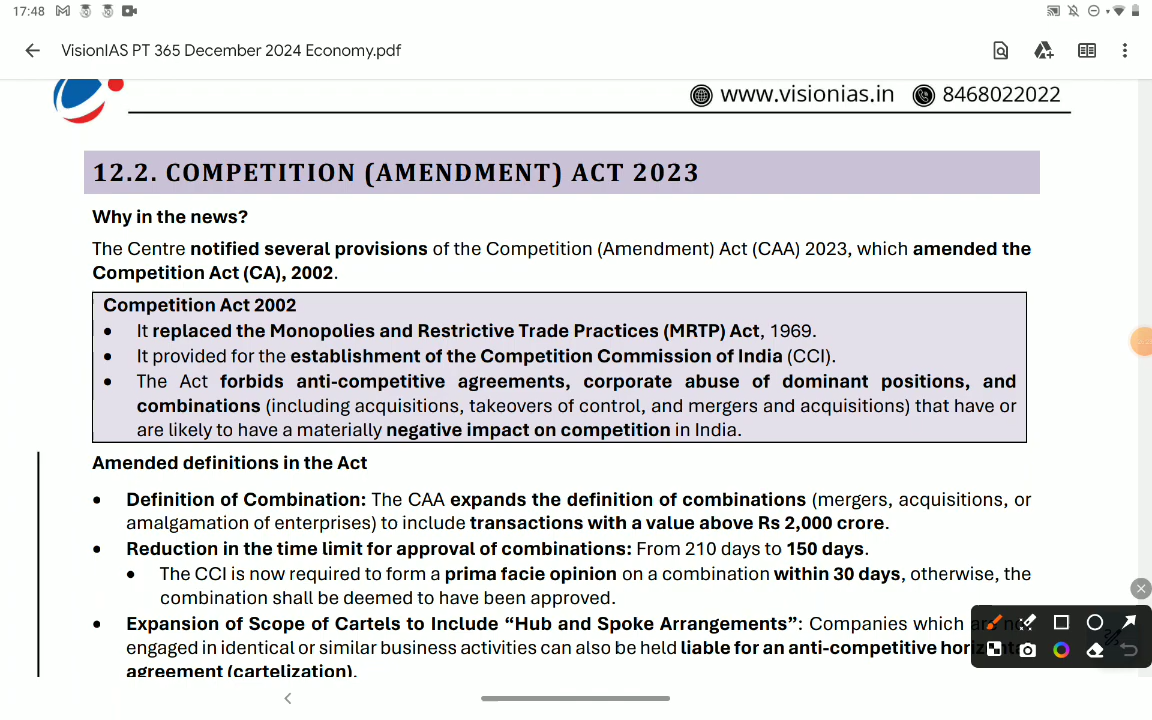 17:48
VisionIAS PT 365 December 2024 Economy.pdf
www.visionias.in 8468022022
12.2. COMPETITION (AMENDMENT) ACT 2023
Why in the news?
The Centre notified several provisions of the Competition (Amendment) Act (CAA) 2023, which amended the
Competition Act (CA), 2002.
Competition Act 2002
• It replaced the Monopolies and Restrictive Trade Practices (MRTP) Act, 1969.
• It provided for the establishment of the Competition Commission of India (CCI).
• The Act forbids anti-competitive agreements, corporate abuse of dominant positions, and
combinations (including acquisitions, takeovers of control, and mergers and acquisitions) that have or
are likely to have a materially negative impact on competition in India.
Amended definitions in the Act
• Definition of Combination: The CAA expands the definition of combinations (mergers, acquisitions, or
amalgamation of enterprises) to include transactions with a value above Rs 2,000 crore.
• Reduction in the time limit for approval of combinations: From 210 days to 150 days.
• The CCI is now required to form a prima facie opinion on a combination within 30 days, otherwise, the
combination shall be deemed to have been approved.
• Expansion of Scope of Cartels to Include “Hub and Spoke Arrangements”: Companies which
engaged in identical or similar business activities can also be held liable for an anti-competitive
agreement (cartelization).